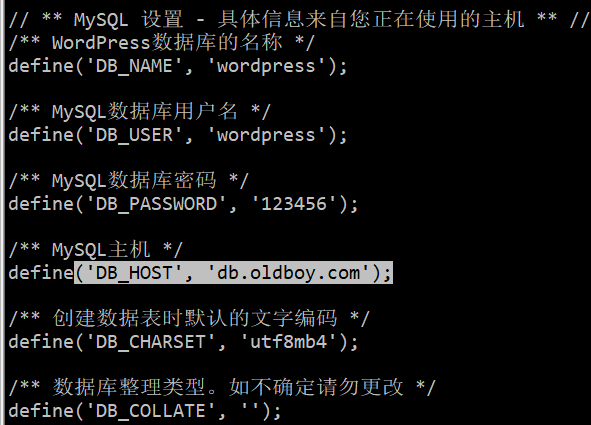 // ** MySQL 设置 - 具体信息来自您正在使用的主机 ** //
/** WordPress数据库的名称 */
define('DB_NAME', 'wordpress');
/** MySQL数据库用户名 */
define('DB_USER', 'wordpress');
/** MySQL数据库密码 */
define('DB_PASSWORD', '123456');
/** MySQL主机 */
define('DB_HOST', 'db.oldboy.com');
/** 创建数据表时默认的文字编码 */
define('DB_CHARSET', 'utf8mb4');
/** 数据库整理类型。如不确定请勿更改 */
define('DB_COLLATE', '');